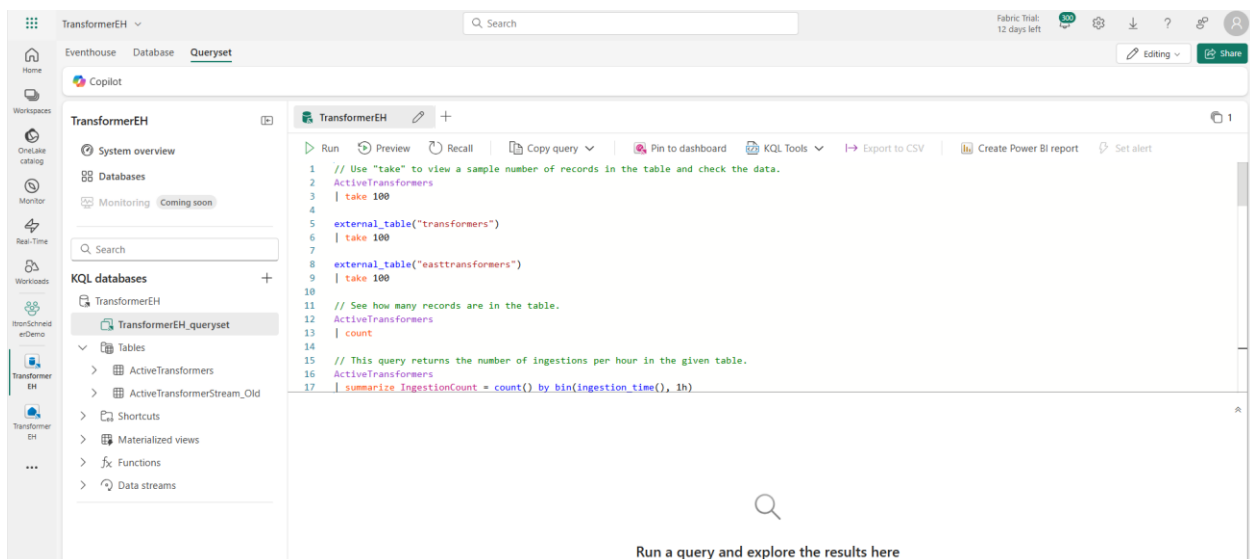 TransformerEH
Search
Fabric Trial:
12 days left
300
Home
Workspaces
OneLake
catalog
Monitor
Real-Time
Workloads
ItronSchneid
erDemo
Transformer
EH
Transformer
EH
Eventhouse Database Queryset
Editing
Share
Copilot
TransformerEH
System overview
Databases
Monitoring Coming soon
Search
KQL databases
TransformerEH
TransformerEH_queryset
Tables
ActiveTransformers
ActiveTransformerStream_Old
Shortcuts
Materialized views
Functions
Data streams
TransformerEH
1
Run Preview Recall Copy query Pin to dashboard KQL Tools Export to CSV Create Power BI report Set alert
1 // Use "take" to view a sample number of records in the table and check the data.
2 ActiveTransformers
3 | take 100
4
5 external_table("transformers")
6 | take 100
7
8 external_table("easttransformers")
9 | take 100
10
11 // See how many records are in the table.
12 ActiveTransformers
13 | count
14
15 // This query returns the number of ingestions per hour in the given table.
16 ActiveTransformers
17 | summarize IngestionCount = count() by bin(ingestion_time(), 1h)
Run a query and explore the results here